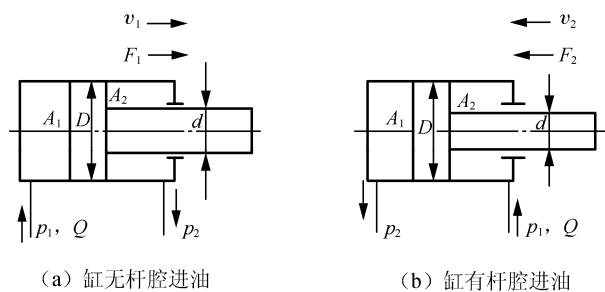 v₁
F₁
A₁ D A₂ d
p₁，Q p₂
（a）缸无杆腔进油
v₂
F₂
A₁ D A₂ d
p₂ p₁，Q
（b）缸有杆腔进油